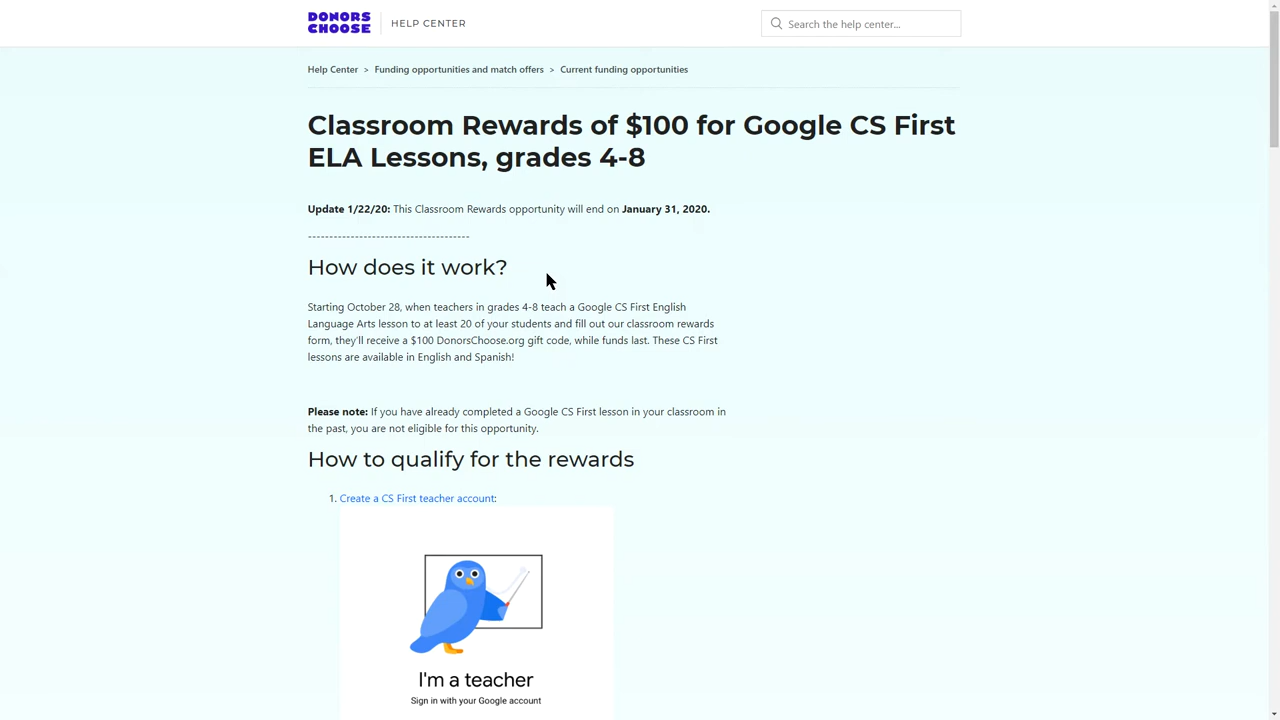 DONORS
CHOOSE
HELP CENTER
Search the help center...
Help Center > Funding opportunities and match offers > Current funding opportunities
Classroom Rewards of $100 for Google CS First
ELA Lessons, grades 4-8
Update 1/22/20: This Classroom Rewards opportunity will end on January 31, 2020.
--------------------------------------
How does it work?
Starting October 28, when teachers in grades 4-8 teach a Google CS First English
Language Arts lesson to at least 20 of your students and fill out our classroom rewards
form, they'll receive a $100 DonorsChoose.org gift code, while funds last. These CS First
lessons are available in English and Spanish!
Please note: If you have already completed a Google CS First lesson in your classroom in
the past, you are not eligible for this opportunity.
How to qualify for the rewards
1. Create a CS First teacher account:
I'm a teacher
Sign in with your Google account